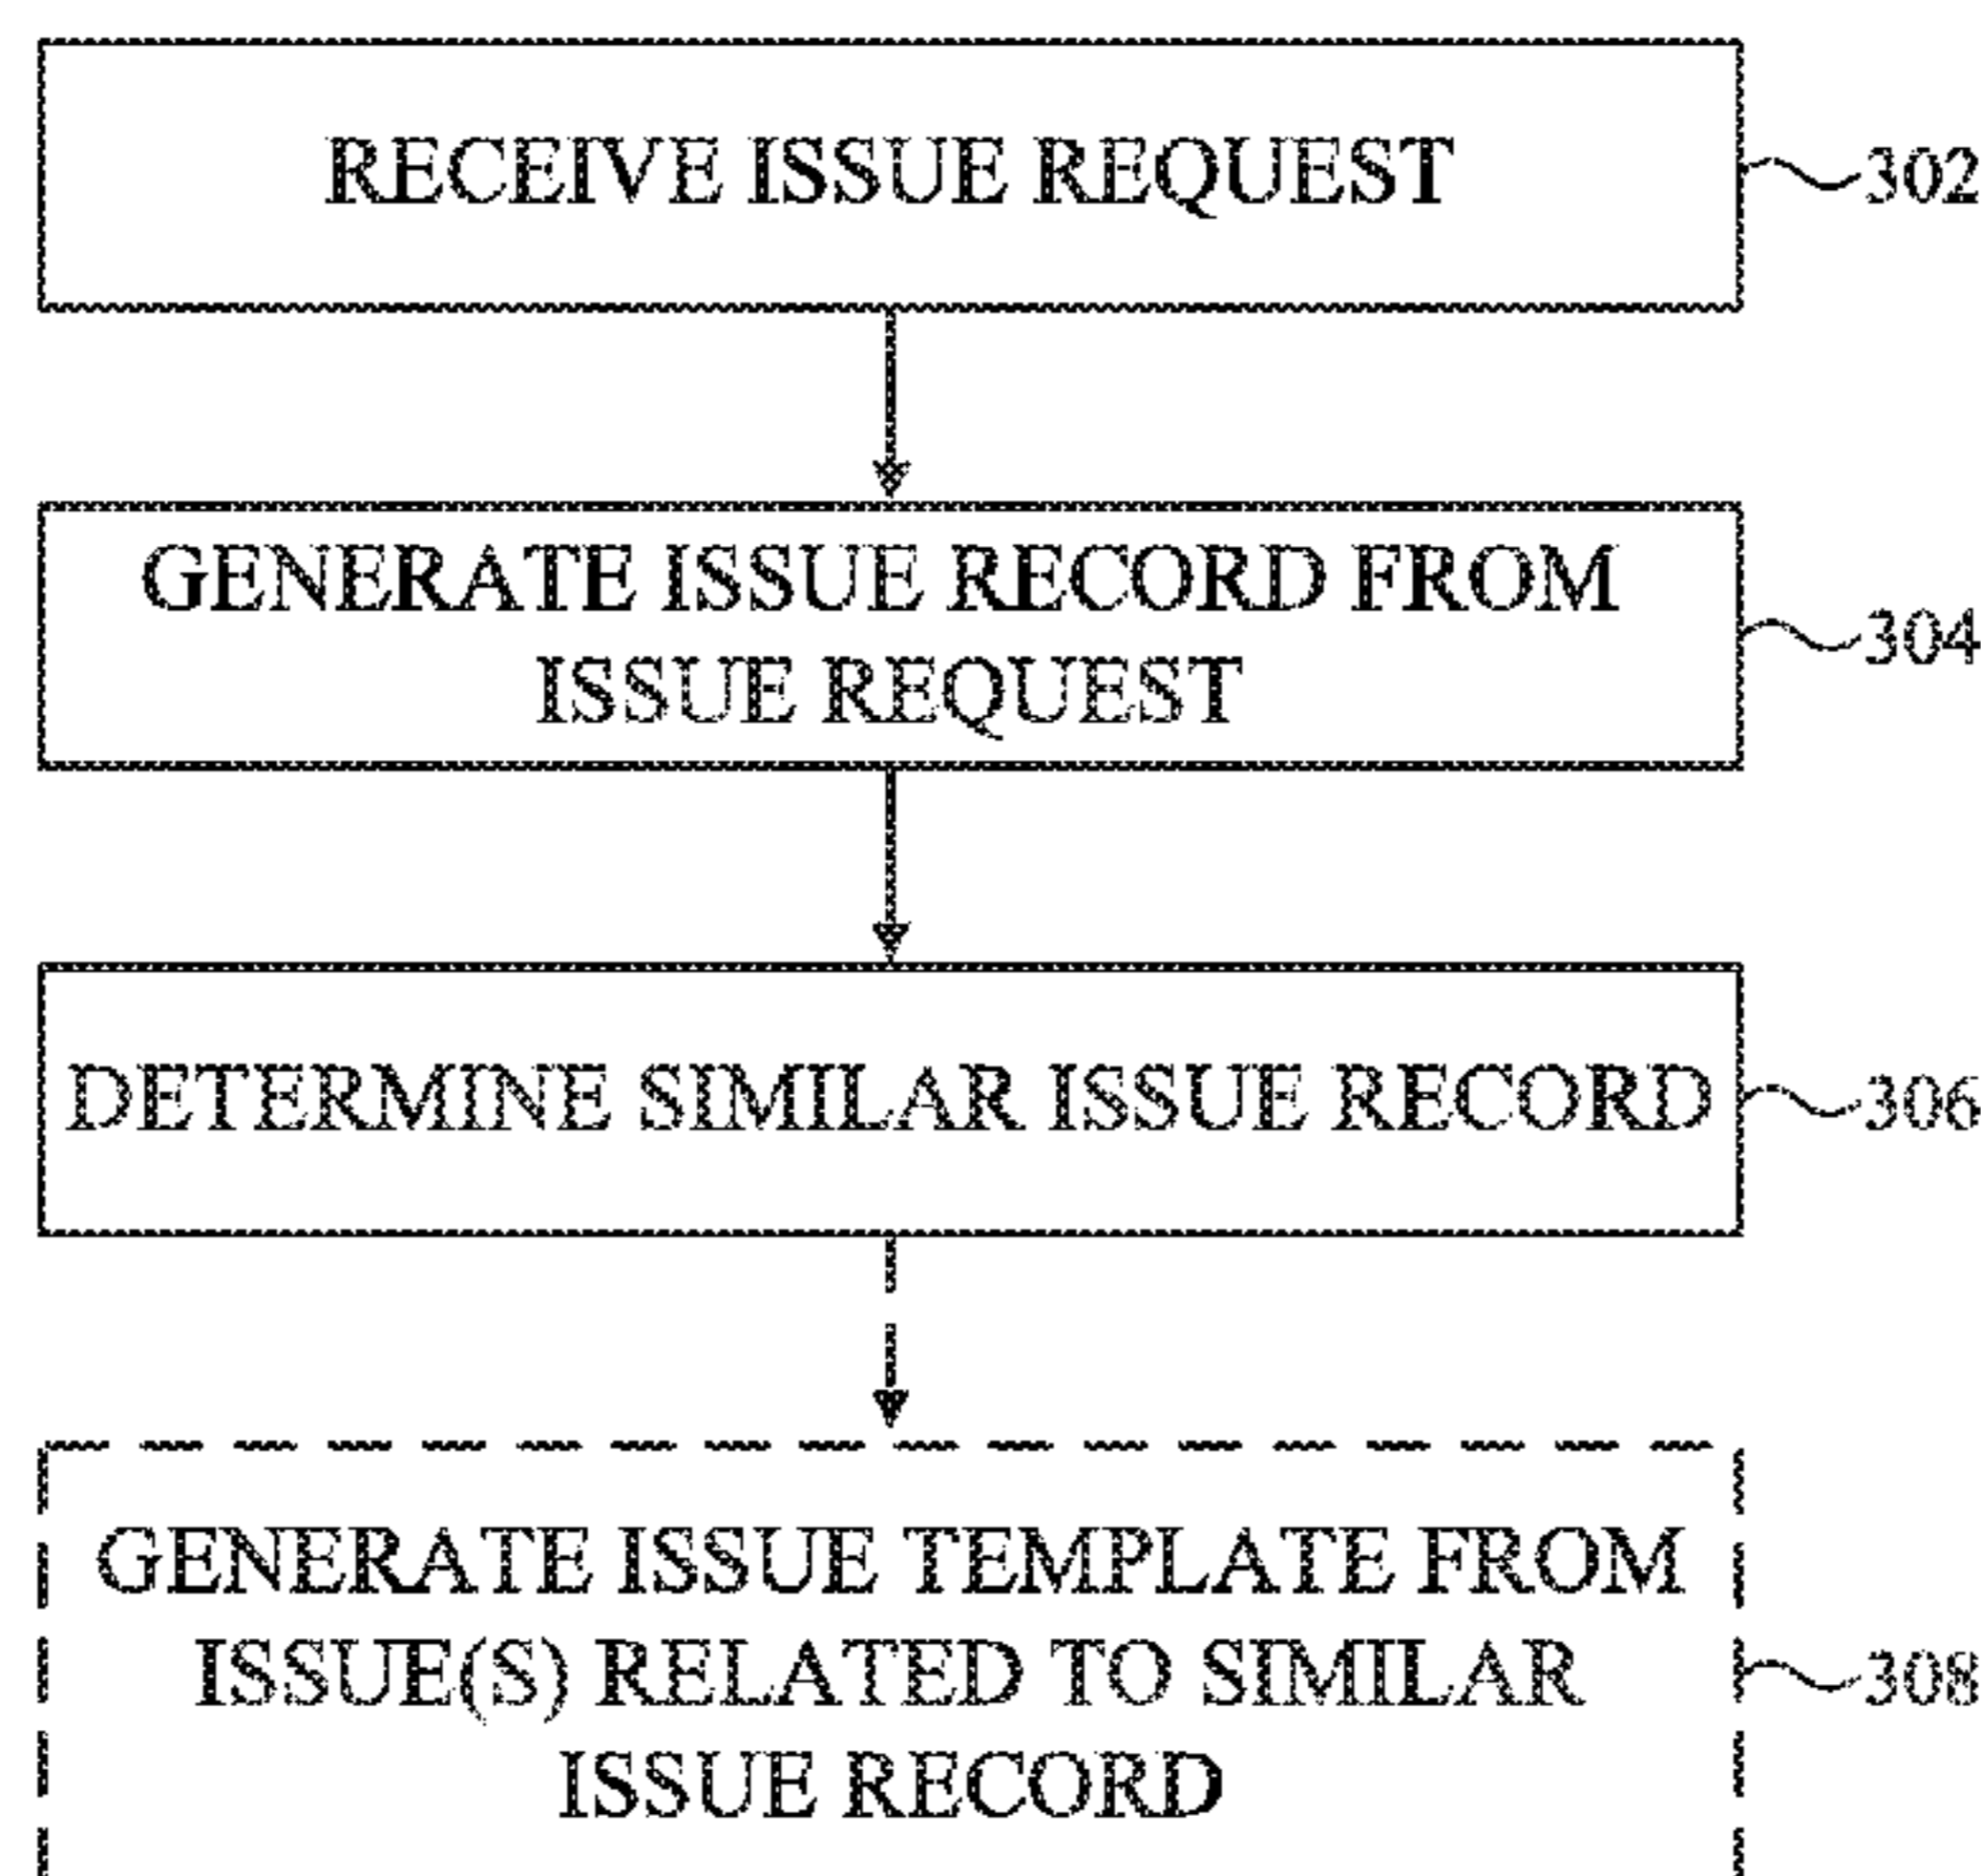 RECEIVE ISSUE REQUEST
302
GENERATE ISSUE RECORD FROM
ISSUE REQUEST
304
DETERMINE SIMILAR ISSUE RECORD
306
GENERATE ISSUE TEMPLATE FROM
ISSUE(S) RELATED TO SIMILAR
ISSUE RECORD
308